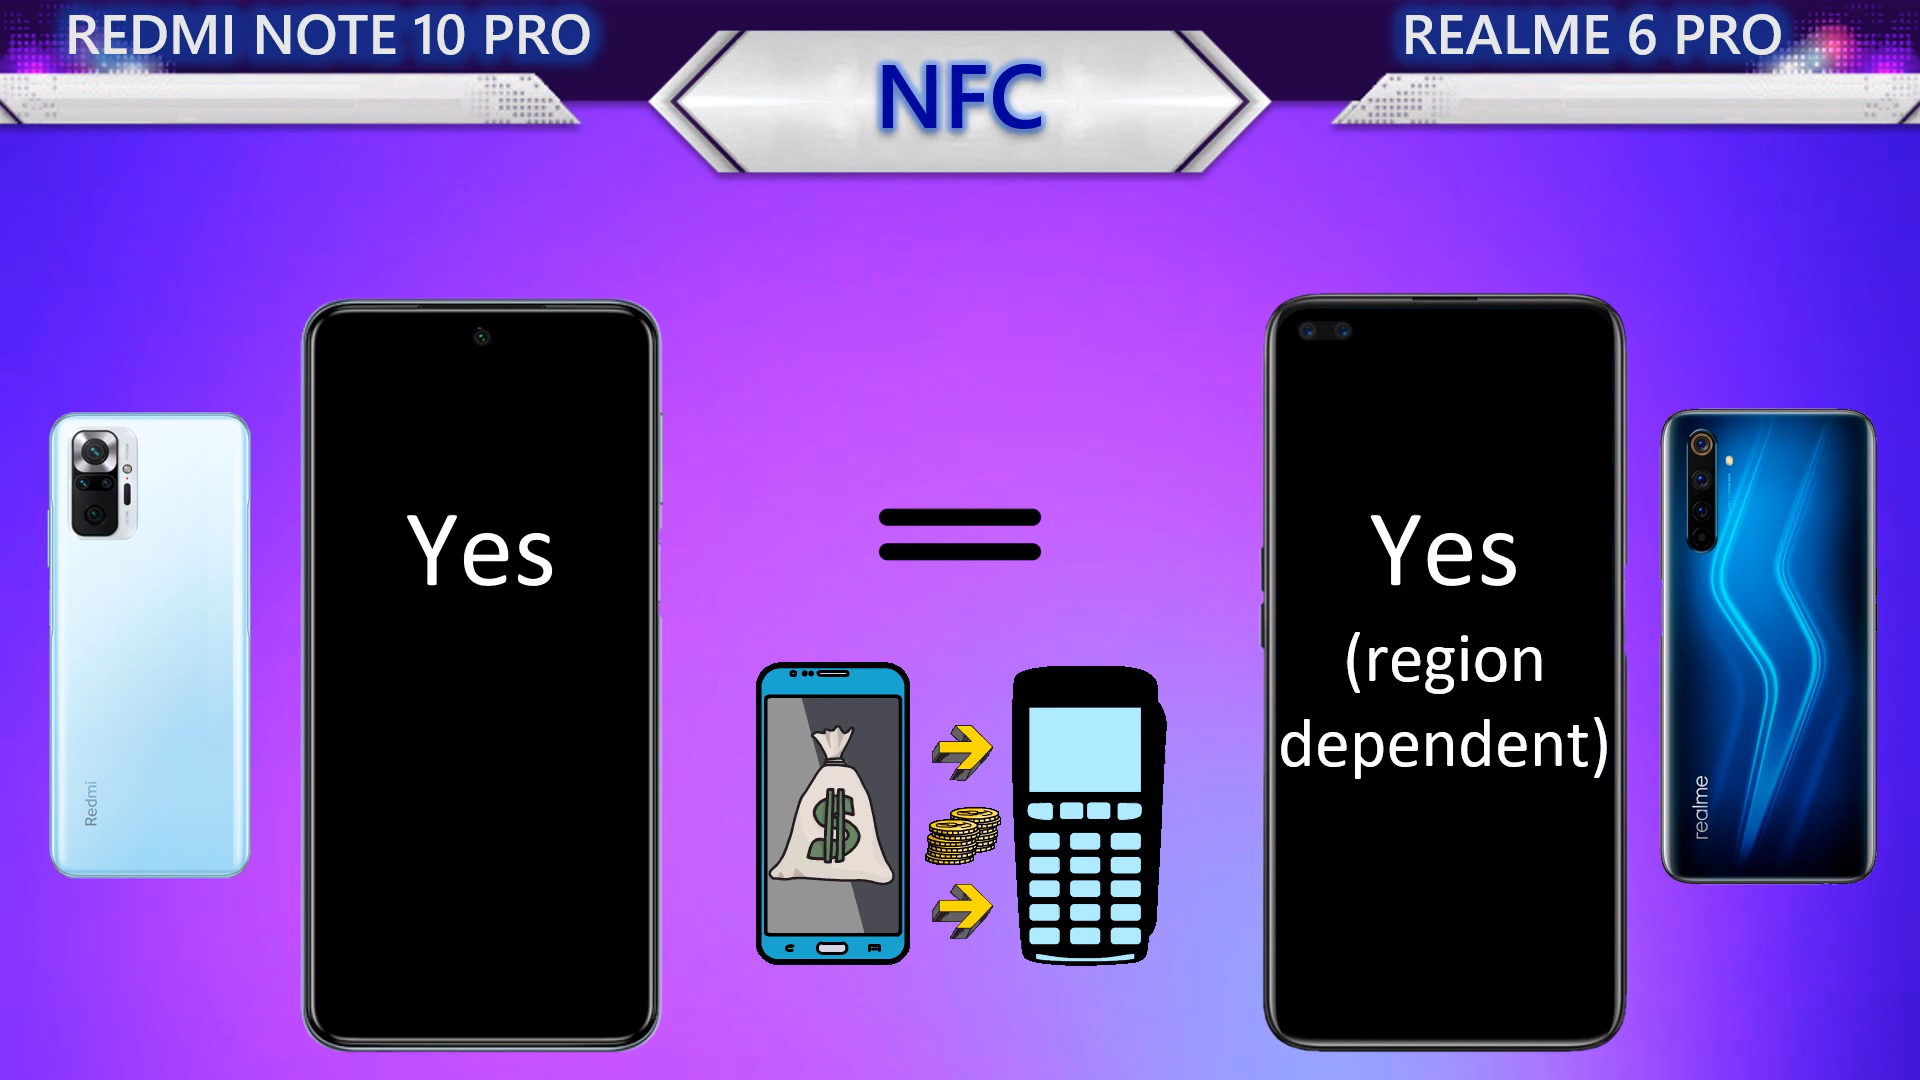 REDMI NOTE 10 PRO
NFC
REALME 6 PRO
Yes
Yes
(region
dependent)
Redmi
realme